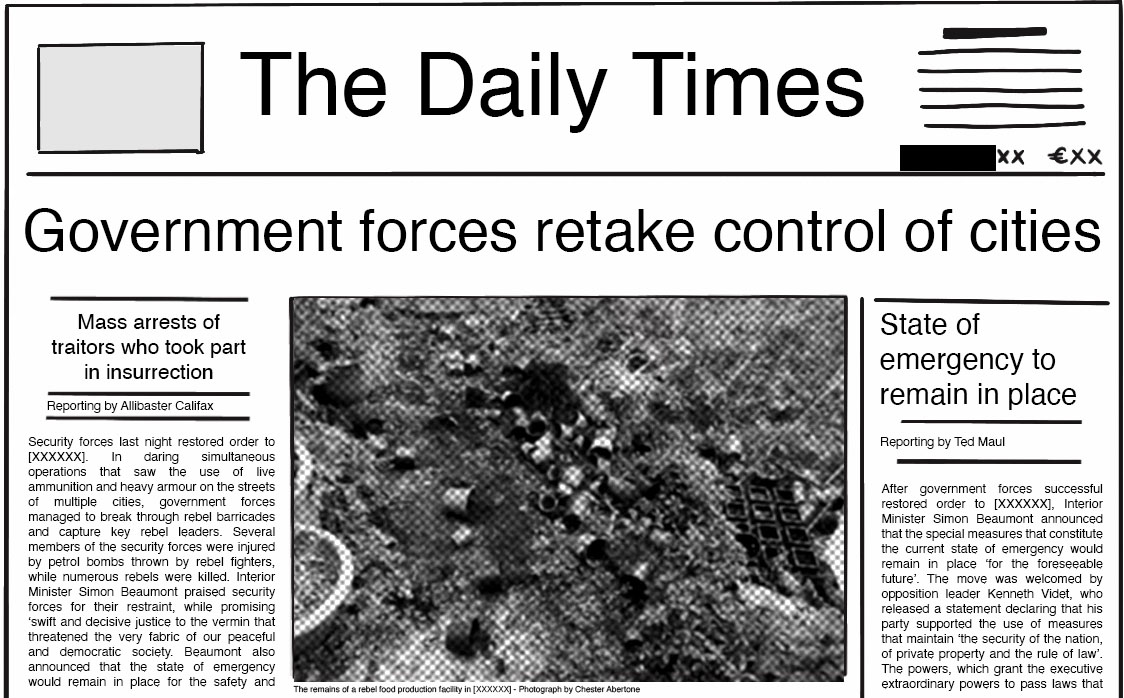 The Daily Times
xx €xx
Government forces retake control of cities
Mass arrests of
traitors who took part
in insurrection
Reporting by Allibaster Califax
Security forces last night restored order to
[XXXXXX]. In daring simultaneous
operations that saw the use of live
ammunition and heavy armour on the streets
of multiple cities, government forces
managed to break through rebel barricades
and capture key rebel leaders. Several
members of the security forces were injured
by petrol bombs thrown by rebel fighters,
while numerous rebels were killed. Interior
Minister Simon Beaumont praised security
forces for their restraint, while promising
‘swift and decisive justice to the vermin that
threatened the very fabric of our peaceful
and democratic society. Beaumont also
announced that the state of emergency
would remain in place for the safety and
The remains of a rebel food production facility in [XXXXXX] - Photograph by Chester Abertone
State of
emergency to
remain in place
Reporting by Ted Maul
After government forces successful
restored order to [XXXXXX], Interior
Minister Simon Beaumont announced
that the special measures that constitute
the current state of emergency would
remain in place ‘for the foreseeable
future’. The move was welcomed by
opposition leader Kenneth Videt, who
released a statement declaring that his
party supported the use of measures
that maintain ‘the security of the nation,
of private property and the rule of law’.
The powers, which grant the executive
extraordinary powers to pass laws that